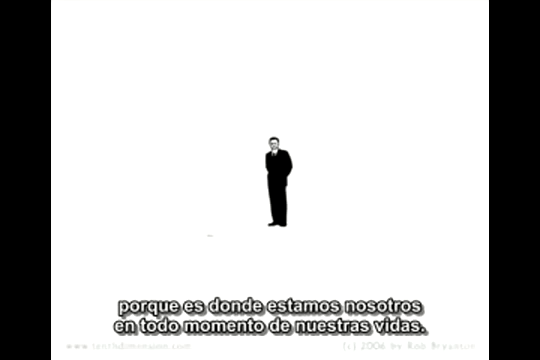 porque es donde estamos nosotros
en todo momento de nuestras vidas.
(c) 2006 by Rob Bryanton